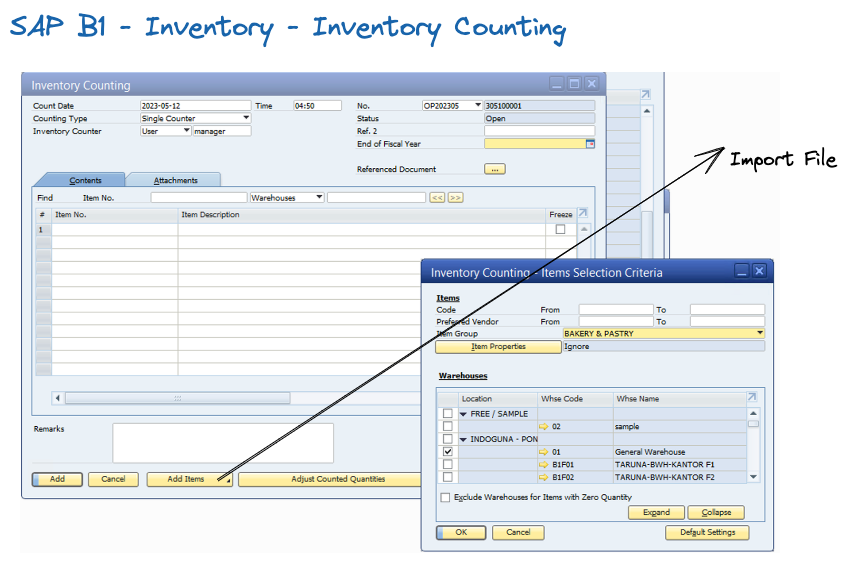 SAP B1 - Inventory - Inventory Counting
Inventory Counting
Count Date 2023-05-12 Time 04:50 No. OP202305 305100001
Counting Type Single Counter Status Open
Inventory Counter User manager Ref. 2
End of Fiscal Year
Referenced Document ...
Import File
Contents Attachments
Find Item No. Warehouses << >>
# Item No. Item Description Freeze
1
Inventory Counting - Items Selection Criteria
Items
Code From To
Preferred Vendor From To
Item Group BAKERY & PASTRY
Item Properties Ignore
Warehouses
Location Whse Code Whse Name
FREE / SAMPLE
02 sample
INDOGUNA - PON
01 General Warehouse
B1F01 TARUNA-BWH-KANTOR F1
B1F02 TARUNA-BWH-KANTOR F2
Exclude Warehouses for Items with Zero Quantity
Expand Collapse
OK Cancel Default Settings
Remarks
Add Cancel Add Items Adjust Counted Quantities